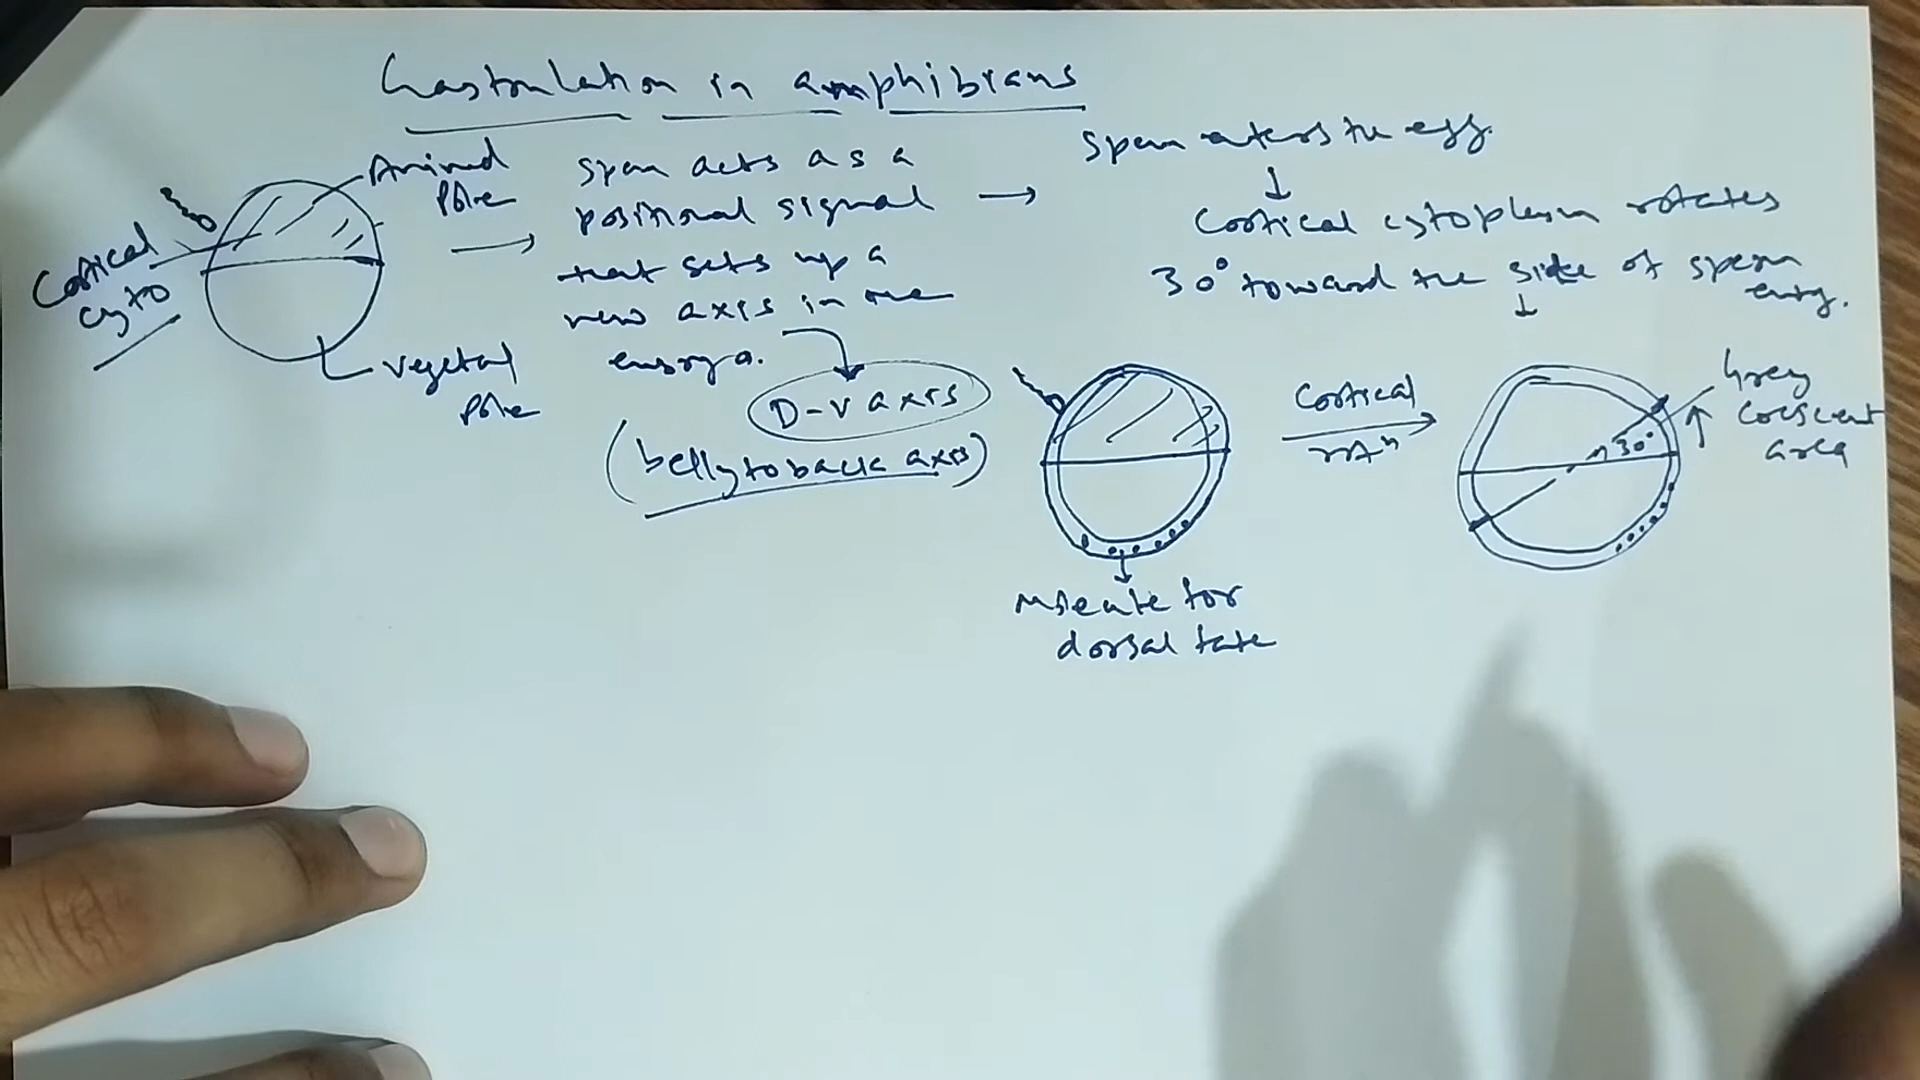 Gastrulation in amphibians
Animal
Pole
Cortical
cyto
Vegetal
Pole
sperm acts as a
positional signal
that sets up a
new axis in the
embryo.
D-V axis
(belly to back axis)
Sperm enters the egg.
Cortical cytoplasm rotates
30° toward the side of sperm
entry.
Cortical
rotⁿ
30°
Grey
crescent
area
Molecule for
dorsal fate